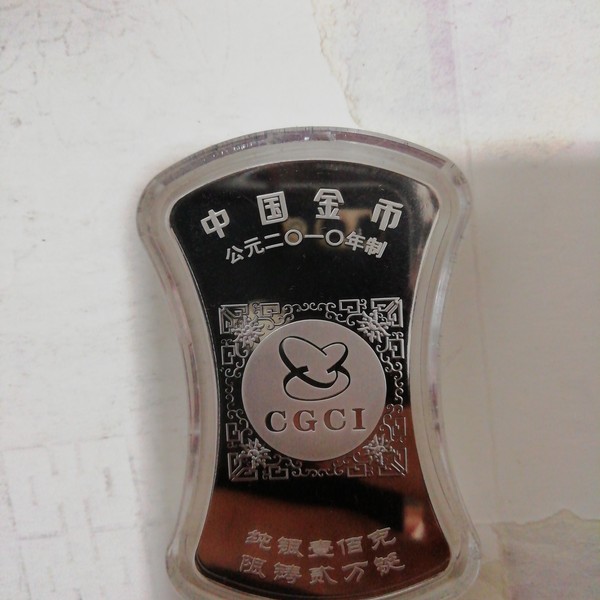 中国金币
公元二〇一〇年制
CGCI
纯银壹佰克
限铸贰万锭